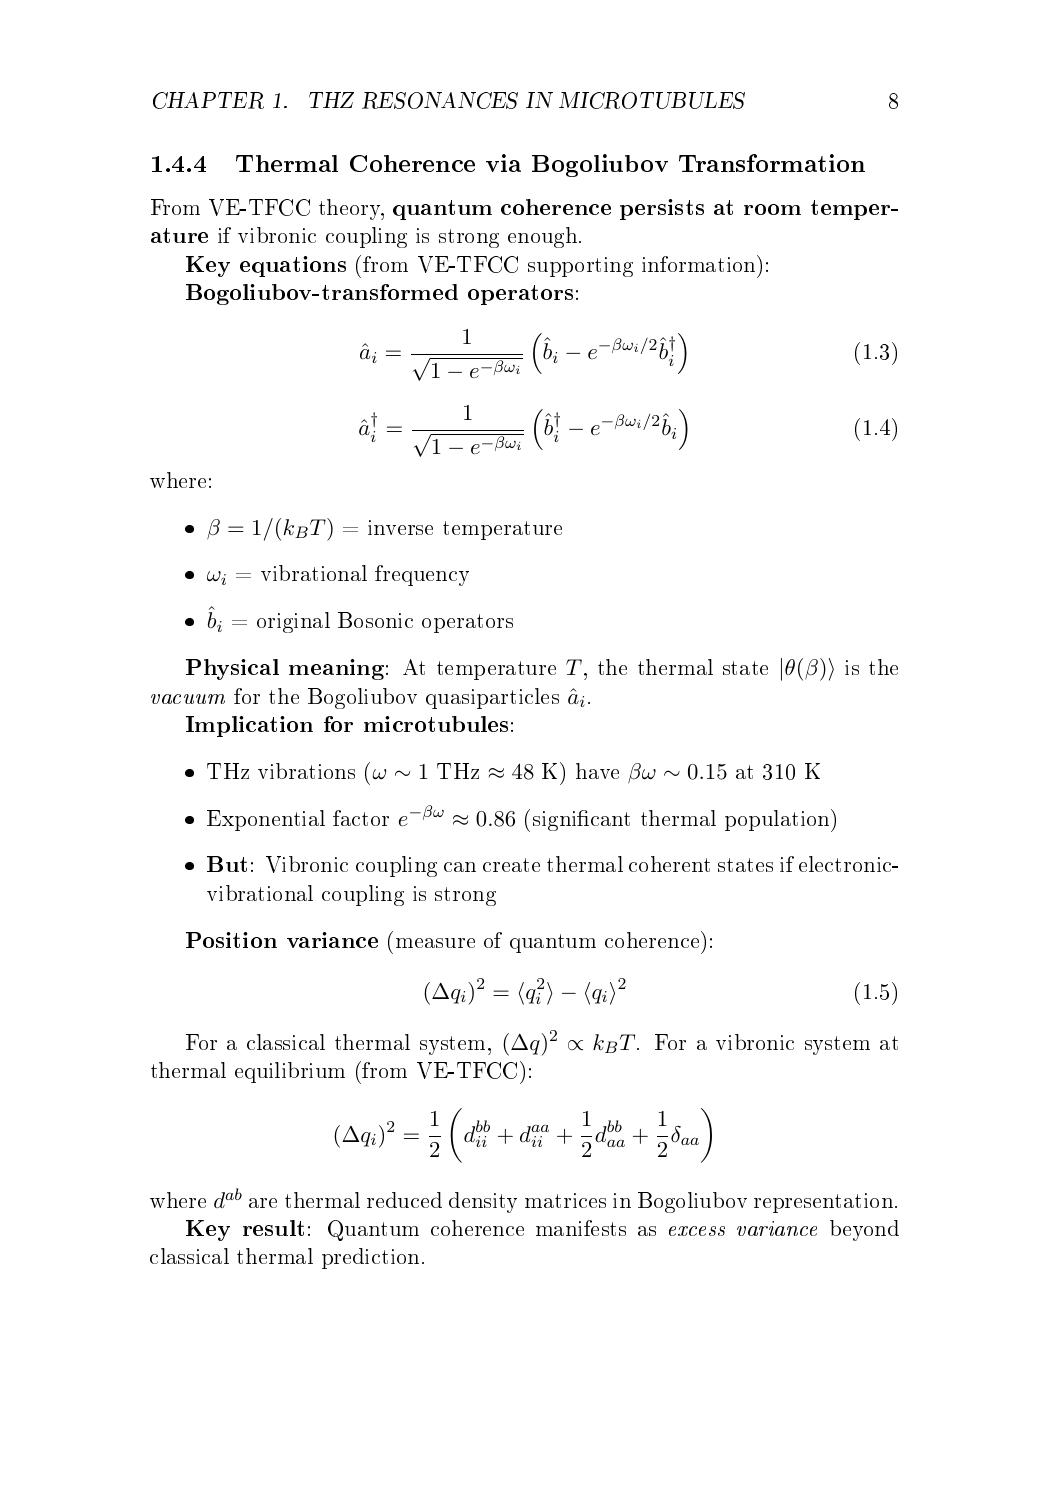 CHAPTER 1. THZ RESONANCES IN MICROTUBULES 8
1.4.4 Thermal Coherence via Bogoliubov Transformation
From VE-TFCC theory, quantum coherence persists at room temper-
ature if vibronic coupling is strong enough.
Key equations (from VE-TFCC supporting information):
Bogoliubov-transformed operators:
$\hat{a}_i = \frac{1}{\sqrt{1 - e^{-\beta\omega_i}}} \left( \hat{b}_i - e^{-\beta\omega_i/2} \hat{b}_i^\dagger \right)$ (1.3)
$\hat{a}_i^\dagger = \frac{1}{\sqrt{1 - e^{-\beta\omega_i}}} \left( \hat{b}_i^\dagger - e^{-\beta\omega_i/2} \hat{b}_i \right)$ (1.4)
where:
• $\beta = 1/(k_B T)$ = inverse temperature
• $\omega_i$ = vibrational frequency
• $\hat{b}_i$ = original Bosonic operators
Physical meaning: At temperature $T$, the thermal state $|\theta(\beta)\rangle$ is the
vacuum for the Bogoliubov quasiparticles $\hat{a}_i$.
Implication for microtubules:
• THz vibrations ($\omega \sim 1$ THz $\approx 48$ K) have $\beta\omega \sim 0.15$ at 310 K
• Exponential factor $e^{-\beta\omega} \approx 0.86$ (significant thermal population)
• But: Vibronic coupling can create thermal coherent states if electronic-
vibrational coupling is strong
Position variance (measure of quantum coherence):
$(\Delta q_i)^2 = \langle q_i^2 \rangle - \langle q_i \rangle^2$ (1.5)
For a classical thermal system, $(\Delta q)^2 \propto k_B T$. For a vibronic system at
thermal equilibrium (from VE-TFCC):
$(\Delta q_i)^2 = \frac{1}{2} \left( d_{ii}^{bb} + d_{ii}^{aa} + \frac{1}{2} d_{aa}^{bb} + \frac{1}{2} \delta_{aa} \right)$
where $d^{ab}$ are thermal reduced density matrices in Bogoliubov representation.
Key result: Quantum coherence manifests as excess variance beyond
classical thermal prediction.